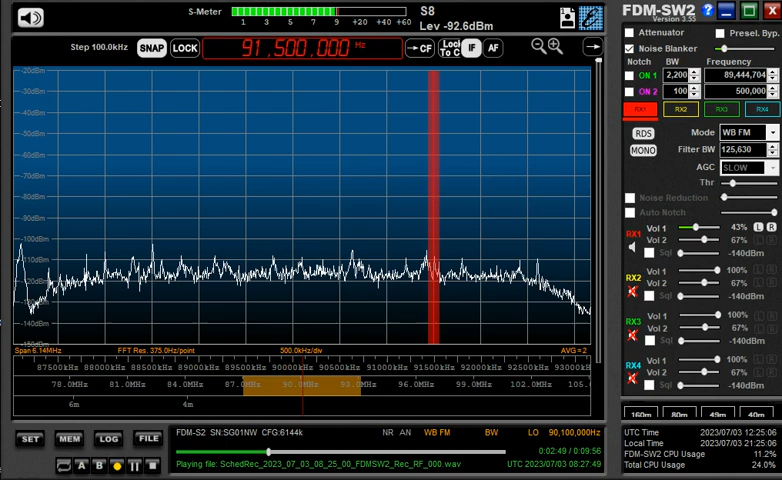 S-Meter
1 3 5 7 9 +20 +40 +60
S8
Lev -92.6dBm
FDM-SW2
Version 3.55
Step 100.0kHz
SNAP
LOCK
91,500,000 Hz
→CF
Lock To C
IF
AF
Attenuator
Presel. Byp.
Noise Blanker
Notch BW Frequency
ON 1 2,200 89,444,704
ON 2 100 500,000
RX1 RX2 RX3 RX4
RDS
Mode WB FM
MONO
Filter BW 125,630
AGC SLOW
Thr
Noise Reduction
Auto Notch
RX1 Vol 1 43% L R
Vol 2 67% L R
Sql -140dBm
RX2 Vol 1 100% L R
Vol 2 67% L R
Sql -140dBm
RX3 Vol 1 100% L R
Vol 2 67% L R
Sql -140dBm
RX4 Vol 1 100% L R
Vol 2 67% L R
Sql -140dBm
-20dBm
-30dBm
-40dBm
-50dBm
-60dBm
-70dBm
-80dBm
-90dBm
-100dBm
-110dBm
-120dBm
-130dBm
-140dBm
Span 6.14MHz
FFT Res. 375.0Hz/point
500.0kHz/div
AVG = 2
87500kHz 88000kHz 88500kHz 89000kHz 89500kHz 90000kHz 90500kHz 91000kHz 91500kHz 92000kHz 92500kHz 93000kHz
78.0MHz 81.0MHz 84.0MHz 87.0MHz 90.0MHz 93.0MHz 96.0MHz 99.0MHz 102.0MHz 105.
6m 4m
160m 80m 49m 40m
SET MEM LOG FILE
A B
FDM-S2 SN:SG01NW CFG:6144k
NR AN WB FM BW LO 90,100,000Hz
0:02:49 / 0:09:56
Playing file: SchedRec_2023_07_03_08_25_00_FDMSW2_Rec_RF_000.wav
UTC 2023/07/03 08:27:49
UTC Time 2023/07/03 12:25:06
Local Time 2023/07/03 21:25:06
FDM-SW2 CPU Usage 11.2%
Total CPU Usage 24.0%